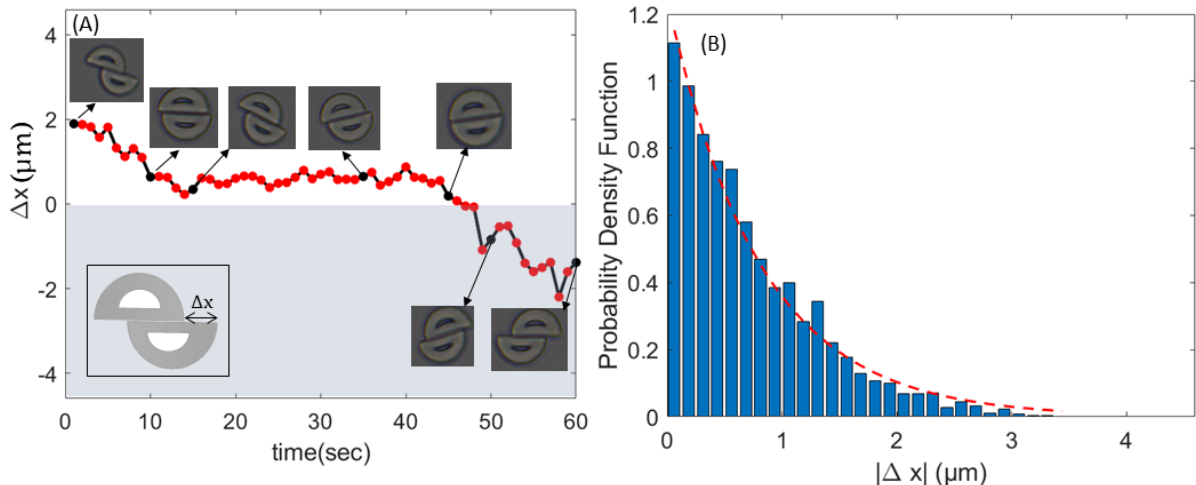 (A)
4
2
0
-2
-4
Δx (μm)
Δx
0 10 20 30 40 50 60
time(sec)
(B)
1.2
1
0.8
0.6
0.4
0.2
0
Probability Density Function
0 1 2 3 4
|Δ x| (μm)